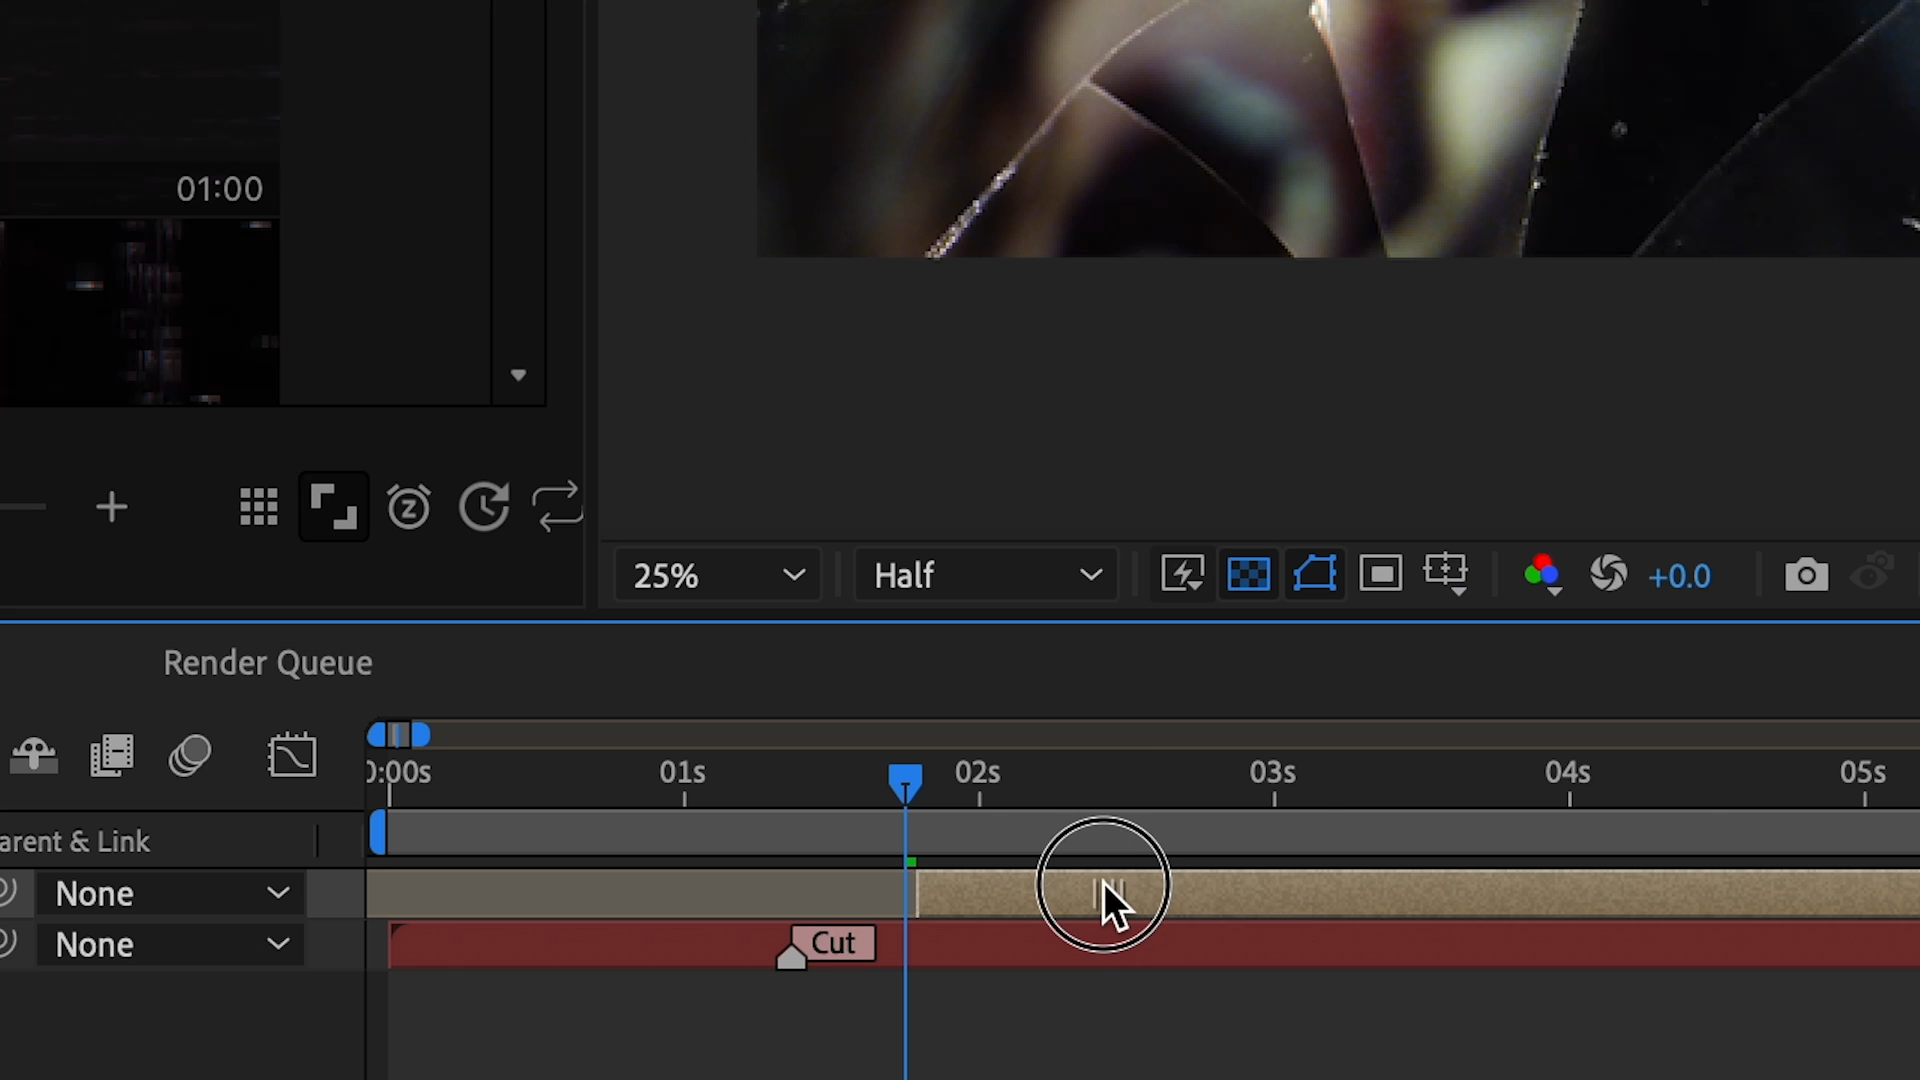 01:00
25%
Half
+0.0
Render Queue
0:00s
01s
02s
03s
04s
05s
arent & Link
None
None
Cut